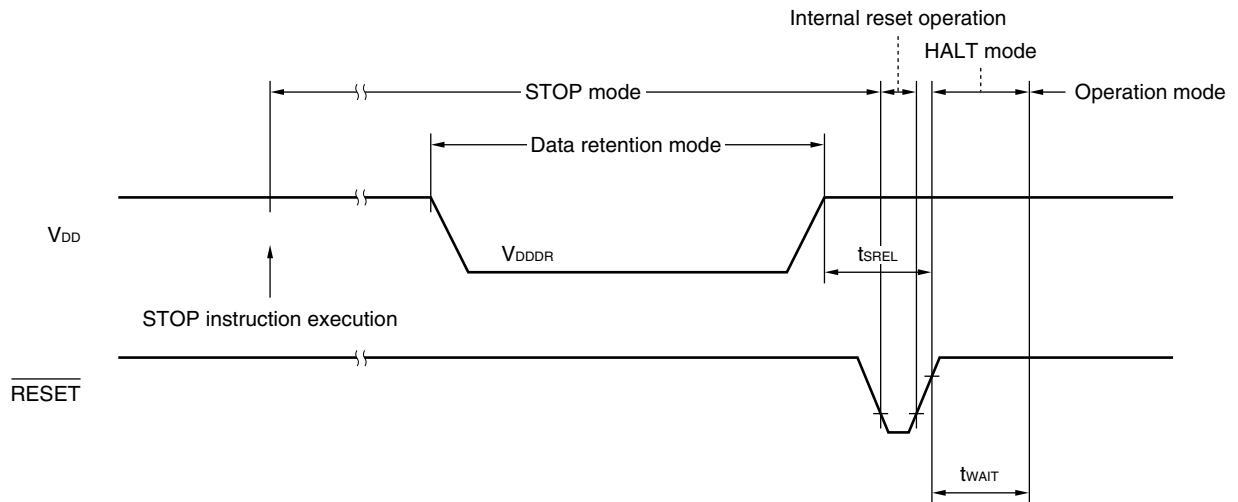 Internal reset operation
HALT mode
STOP mode
Operation mode
Data retention mode
VDD
VDDDR
tSREL
STOP instruction execution
RESET
tWAIT